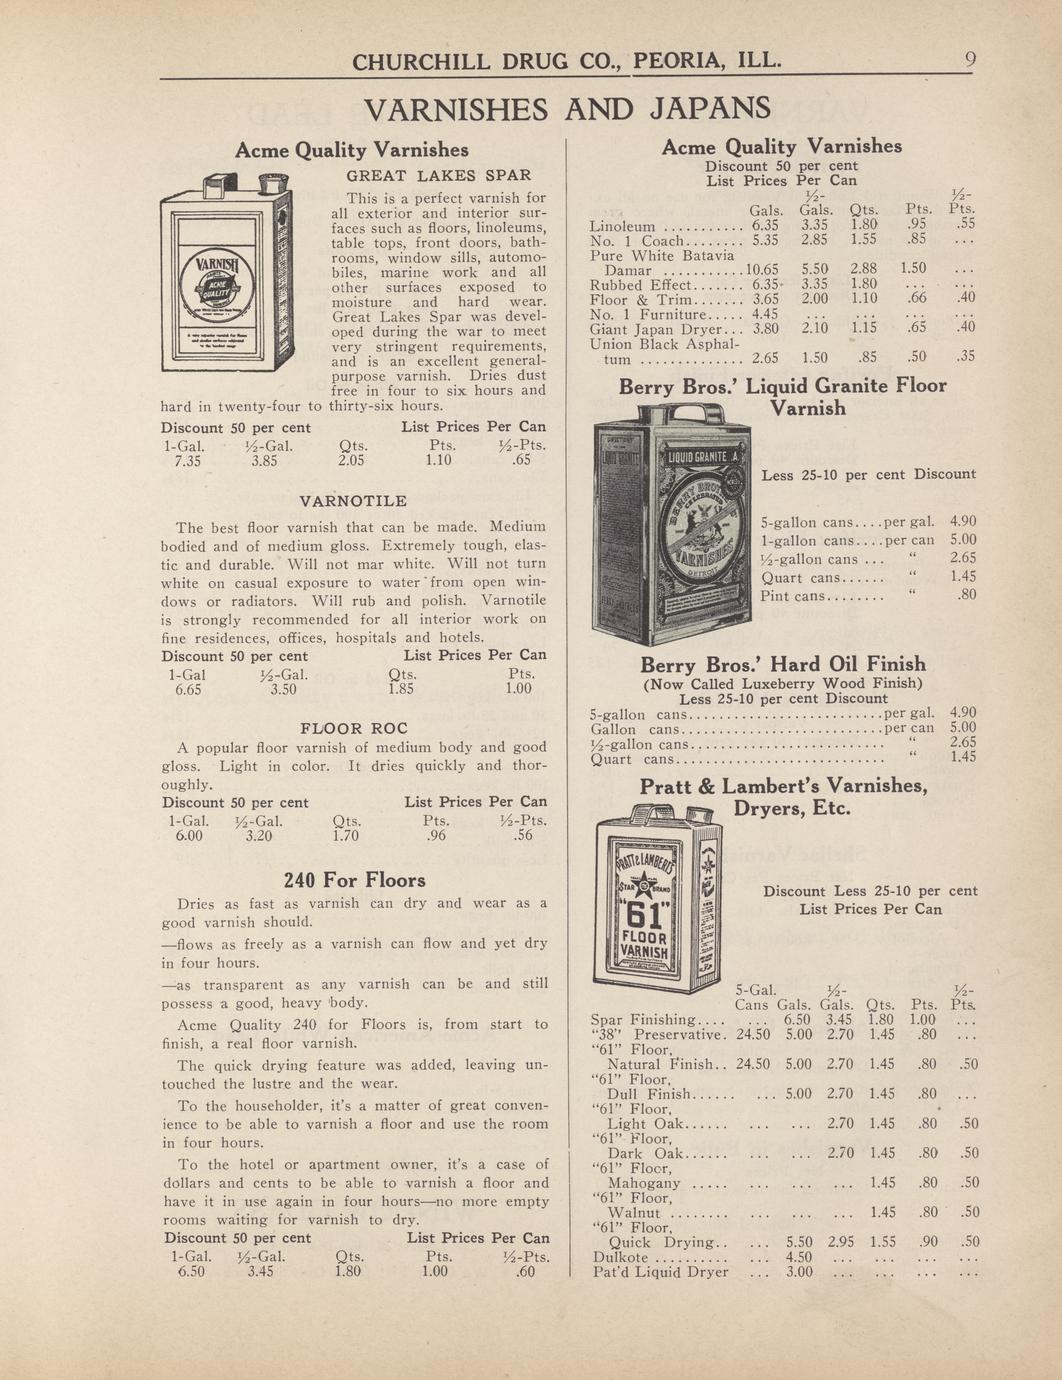 CHURCHILL DRUG CO., PEORIA, ILL. 9
VARNISHES AND JAPANS
Acme Quality Varnishes
GREAT LAKES SPAR
VARNISH
ACME
QUALITY
This is a perfect varnish for
all exterior and interior sur-
faces such as floors, linoleums,
table tops, front doors, bath-
rooms, window sills, automo-
biles, marine work and all
other surfaces exposed to
moisture and hard wear.
Great Lakes Spar was devel-
oped during the war to meet
very stringent requirements,
and is an excellent general-
purpose varnish. Dries dust
free in four to six hours and
hard in twenty-four to thirty-six hours.
Discount 50 per cent List Prices Per Can
1-Gal. ½-Gal. Qts. Pts. ½-Pts.
7.35 3.85 2.05 1.10 .65
VARNOTILE
The best floor varnish that can be made. Medium
bodied and of medium gloss. Extremely tough, elas-
tic and durable. Will not mar white. Will not turn
white on casual exposure to water from open win-
dows or radiators. Will rub and polish. Varnotile
is strongly recommended for all interior work on
fine residences, offices, hospitals and hotels.
Discount 50 per cent List Prices Per Can
1-Gal ½-Gal. Qts. Pts.
6.65 3.50 1.85 1.00
FLOOR ROC
A popular floor varnish of medium body and good
gloss. Light in color. It dries quickly and thor-
oughly.
Discount 50 per cent List Prices Per Can
1-Gal. ½-Gal. Qts. Pts. ½-Pts.
6.00 3.20 1.70 .96 .56
240 For Floors
Dries as fast as varnish can dry and wear as a
good varnish should.
—flows as freely as a varnish can flow and yet dry
in four hours.
—as transparent as any varnish can be and still
possess a good, heavy body.
Acme Quality 240 for Floors is, from start to
finish, a real floor varnish.
The quick drying feature was added, leaving un-
touched the lustre and the wear.
To the householder, it's a matter of great conven-
ience to be able to varnish a floor and use the room
in four hours.
To the hotel or apartment owner, it's a case of
dollars and cents to be able to varnish a floor and
have it in use again in four hours—no more empty
rooms waiting for varnish to dry.
Discount 50 per cent List Prices Per Can
1-Gal. ½-Gal. Qts. Pts. ½-Pts.
6.50 3.45 1.80 1.00 .60
Acme Quality Varnishes
Discount 50 per cent
List Prices Per Can
½- ½-
Gals. Gals. Qts. Pts. Pts.
Linoleum ........... 6.35 3.35 1.80 .95 .55
No. 1 Coach........ 5.35 2.85 1.55 .85 ...
Pure White Batavia
Damar ...........10.65 5.50 2.88 1.50 ...
Rubbed Effect....... 6.35 3.35 1.80 ... ...
Floor & Trim....... 3.65 2.00 1.10 .66 .40
No. 1 Furniture..... 4.45 ... ... ... ...
Giant Japan Dryer... 3.80 2.10 1.15 .65 .40
Union Black Asphal-
tum .............. 2.65 1.50 .85 .50 .35
Berry Bros.' Liquid Granite Floor
Varnish
LIQUID GRANITE .A.
BERRY BROS
CELEBRATED
VARNISHES
DETROIT
Less 25-10 per cent Discount
5-gallon cans....per gal. 4.90
1-gallon cans....per can 5.00
½-gallon cans ... " 2.65
Quart cans...... " 1.45
Pint cans........ " .80
Berry Bros.' Hard Oil Finish
(Now Called Luxeberry Wood Finish)
Less 25-10 per cent Discount
5-gallon cans..........................per gal. 4.90
Gallon cans...........................per can 5.00
½-gallon cans.......................... " 2.65
Quart cans............................ " 1.45
Pratt & Lambert's Varnishes,
Dryers, Etc.
PRATT & LAMBERT'S
STAR BRAND
"61"
FLOOR
VARNISH
Discount Less 25-10 per cent
List Prices Per Can
5-Gal. ½- ½-
Cans Gals. Gals. Qts. Pts. Pts.
Spar Finishing.... ... 6.50 3.45 1.80 1.00 ...
"38" Preservative. 24.50 5.00 2.70 1.45 .80 ...
"61" Floor,
Natural Finish.. 24.50 5.00 2.70 1.45 .80 .50
"61" Floor,
Dull Finish...... ... 5.00 2.70 1.45 .80 ...
"61" Floor,
Light Oak...... ... ... 2.70 1.45 .80 .50
"61" Floor,
Dark Oak...... ... ... 2.70 1.45 .80 .50
"61" Floor,
Mahogany ..... ... ... ... 1.45 .80 .50
"61" Floor,
Walnut ........ ... ... ... 1.45 .80 .50
"61" Floor,
Quick Drying.. ... 5.50 2.95 1.55 .90 .50
Dulkote .......... ... 4.50 ... ... ... ...
Pat'd Liquid Dryer ... 3.00 ... ... ... ...